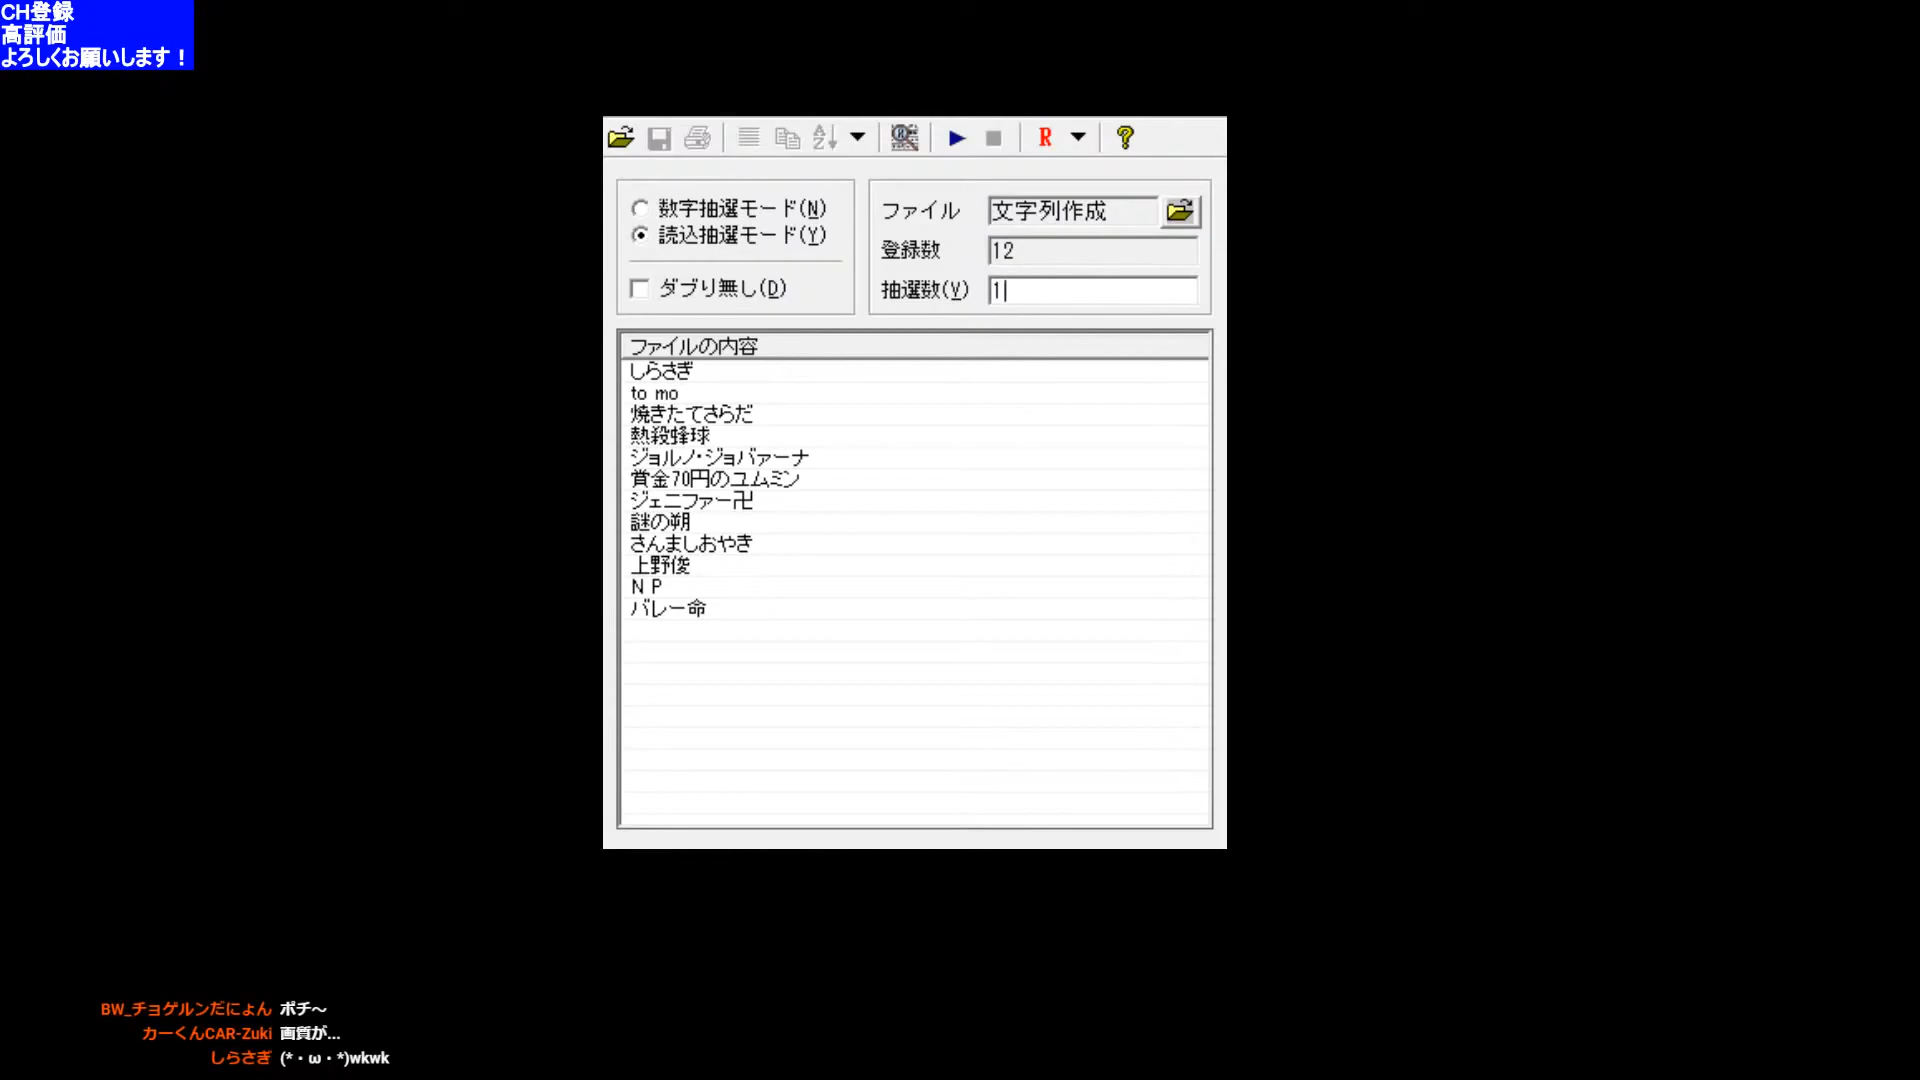 CH登録
高評価
よろしくお願いします！
数字抽選モード(N)
読込抽選モード(Y)
ダブり無し(D)
ファイル 文字列作成
登録数 12
抽選数(V) 1
ファイルの内容
しらさぎ
to mo
焼きたてさらだ
熱殺蜂球
ジョルノ・ジョバァーナ
賞金70円のユムミン
ジェニファー卍
謎の朔
さんましおやき
上野俊
N P
バレー命
BW_チョゲルンだにょん ポチ～
カーくんCAR-Zuki 画質が...
しらさぎ (*・ω・*)wkwk